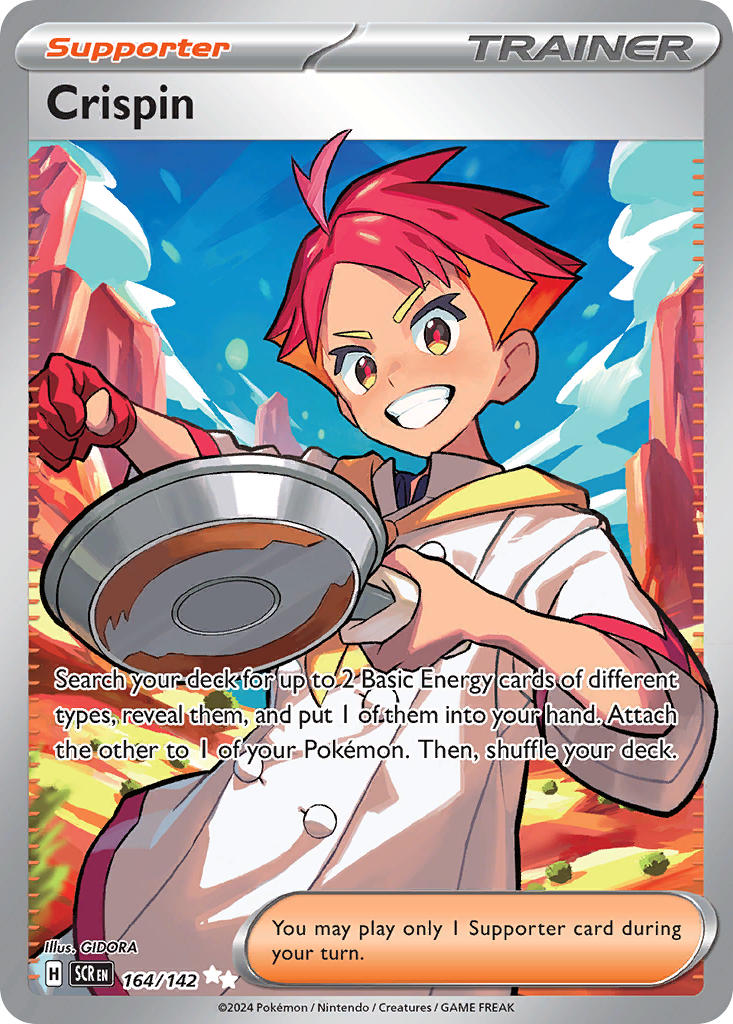 Supporter
TRAINER
Crispin
Search your deck for up to 2 Basic Energy cards of different
types, reveal them, and put 1 of them into your hand. Attach
the other to 1 of your Pokémon. Then, shuffle your deck.
You may play only 1 Supporter card during
your turn.
Illus. GIDORA
H SCR EN 164/142 ★★
©2024 Pokémon / Nintendo / Creatures / GAME FREAK